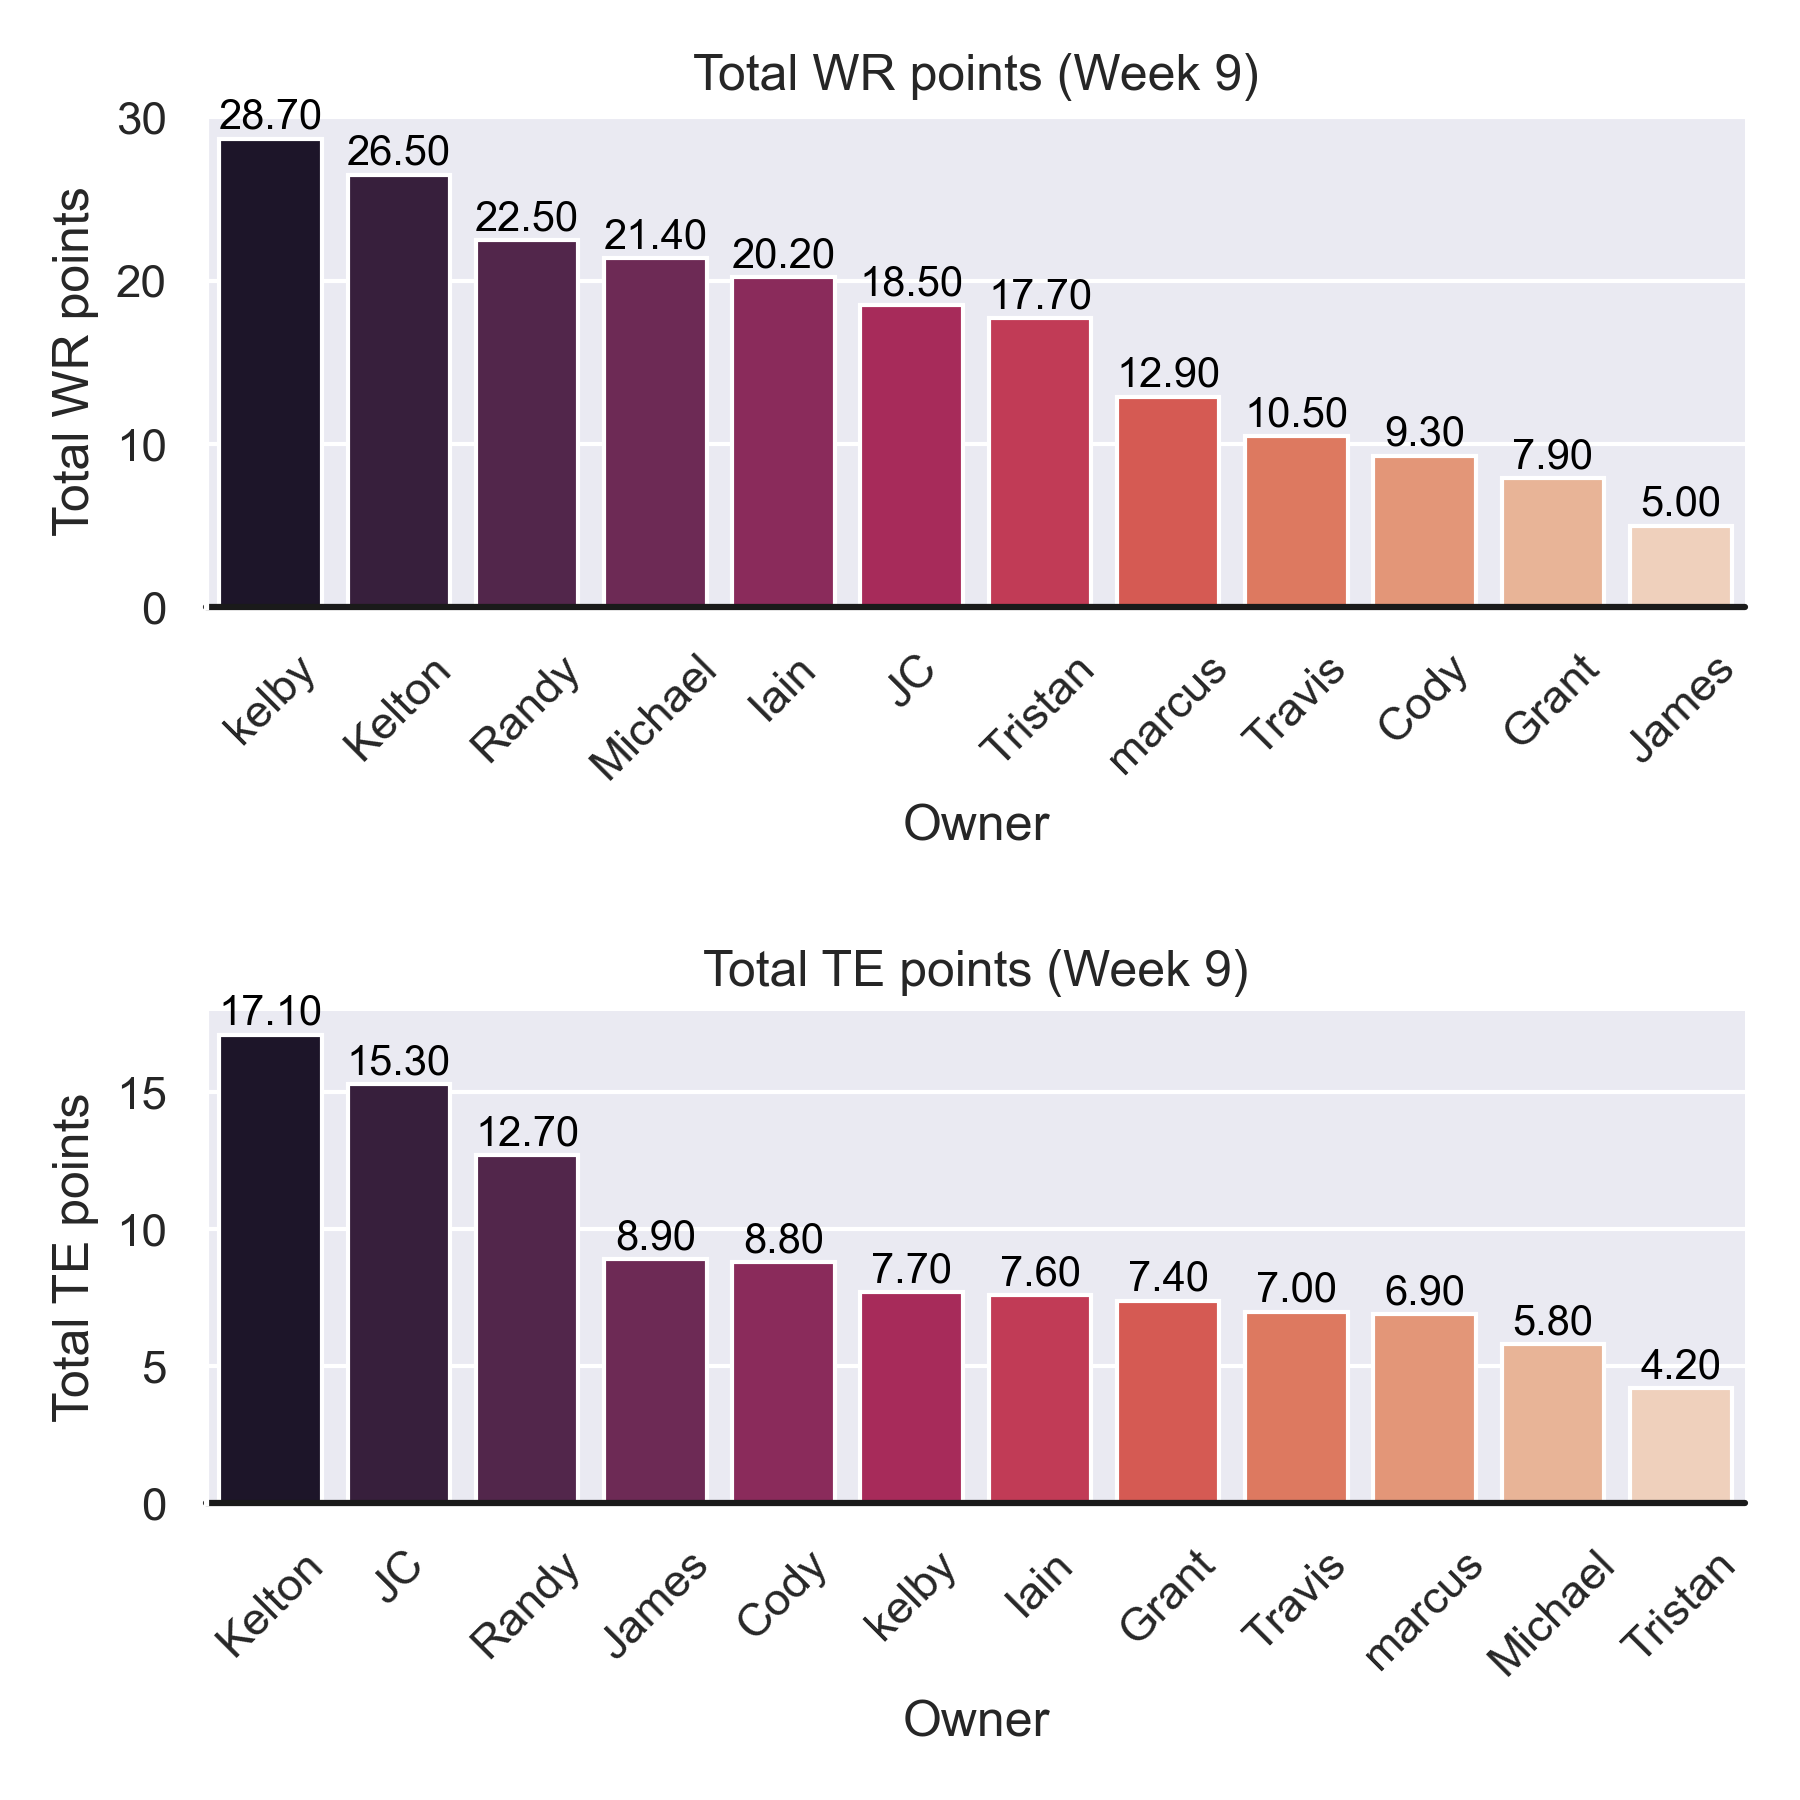 Total WR points (Week 9)
Total WR points
30
20
10
0
28.70
26.50
22.50
21.40
20.20
18.50
17.70
12.90
10.50
9.30
7.90
5.00
kelby
Kelton
Randy
Michael
Iain
JC
Tristan
marcus
Travis
Cody
Grant
James
Owner
Total TE points (Week 9)
Total TE points
15
10
5
0
17.10
15.30
12.70
8.90
8.80
7.70
7.60
7.40
7.00
6.90
5.80
4.20
Kelton
JC
Randy
James
Cody
kelby
Iain
Grant
Travis
marcus
Michael
Tristan
Owner